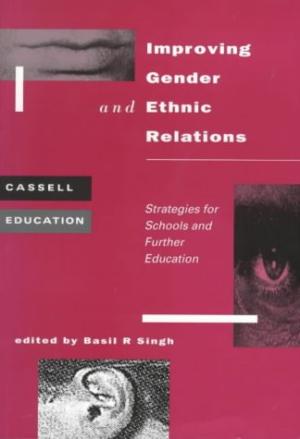 Improving
Gender
and Ethnic
Relations
CASSELL
EDUCATION
Strategies for
Schools and
Further
Education
edited by Basil R Singh